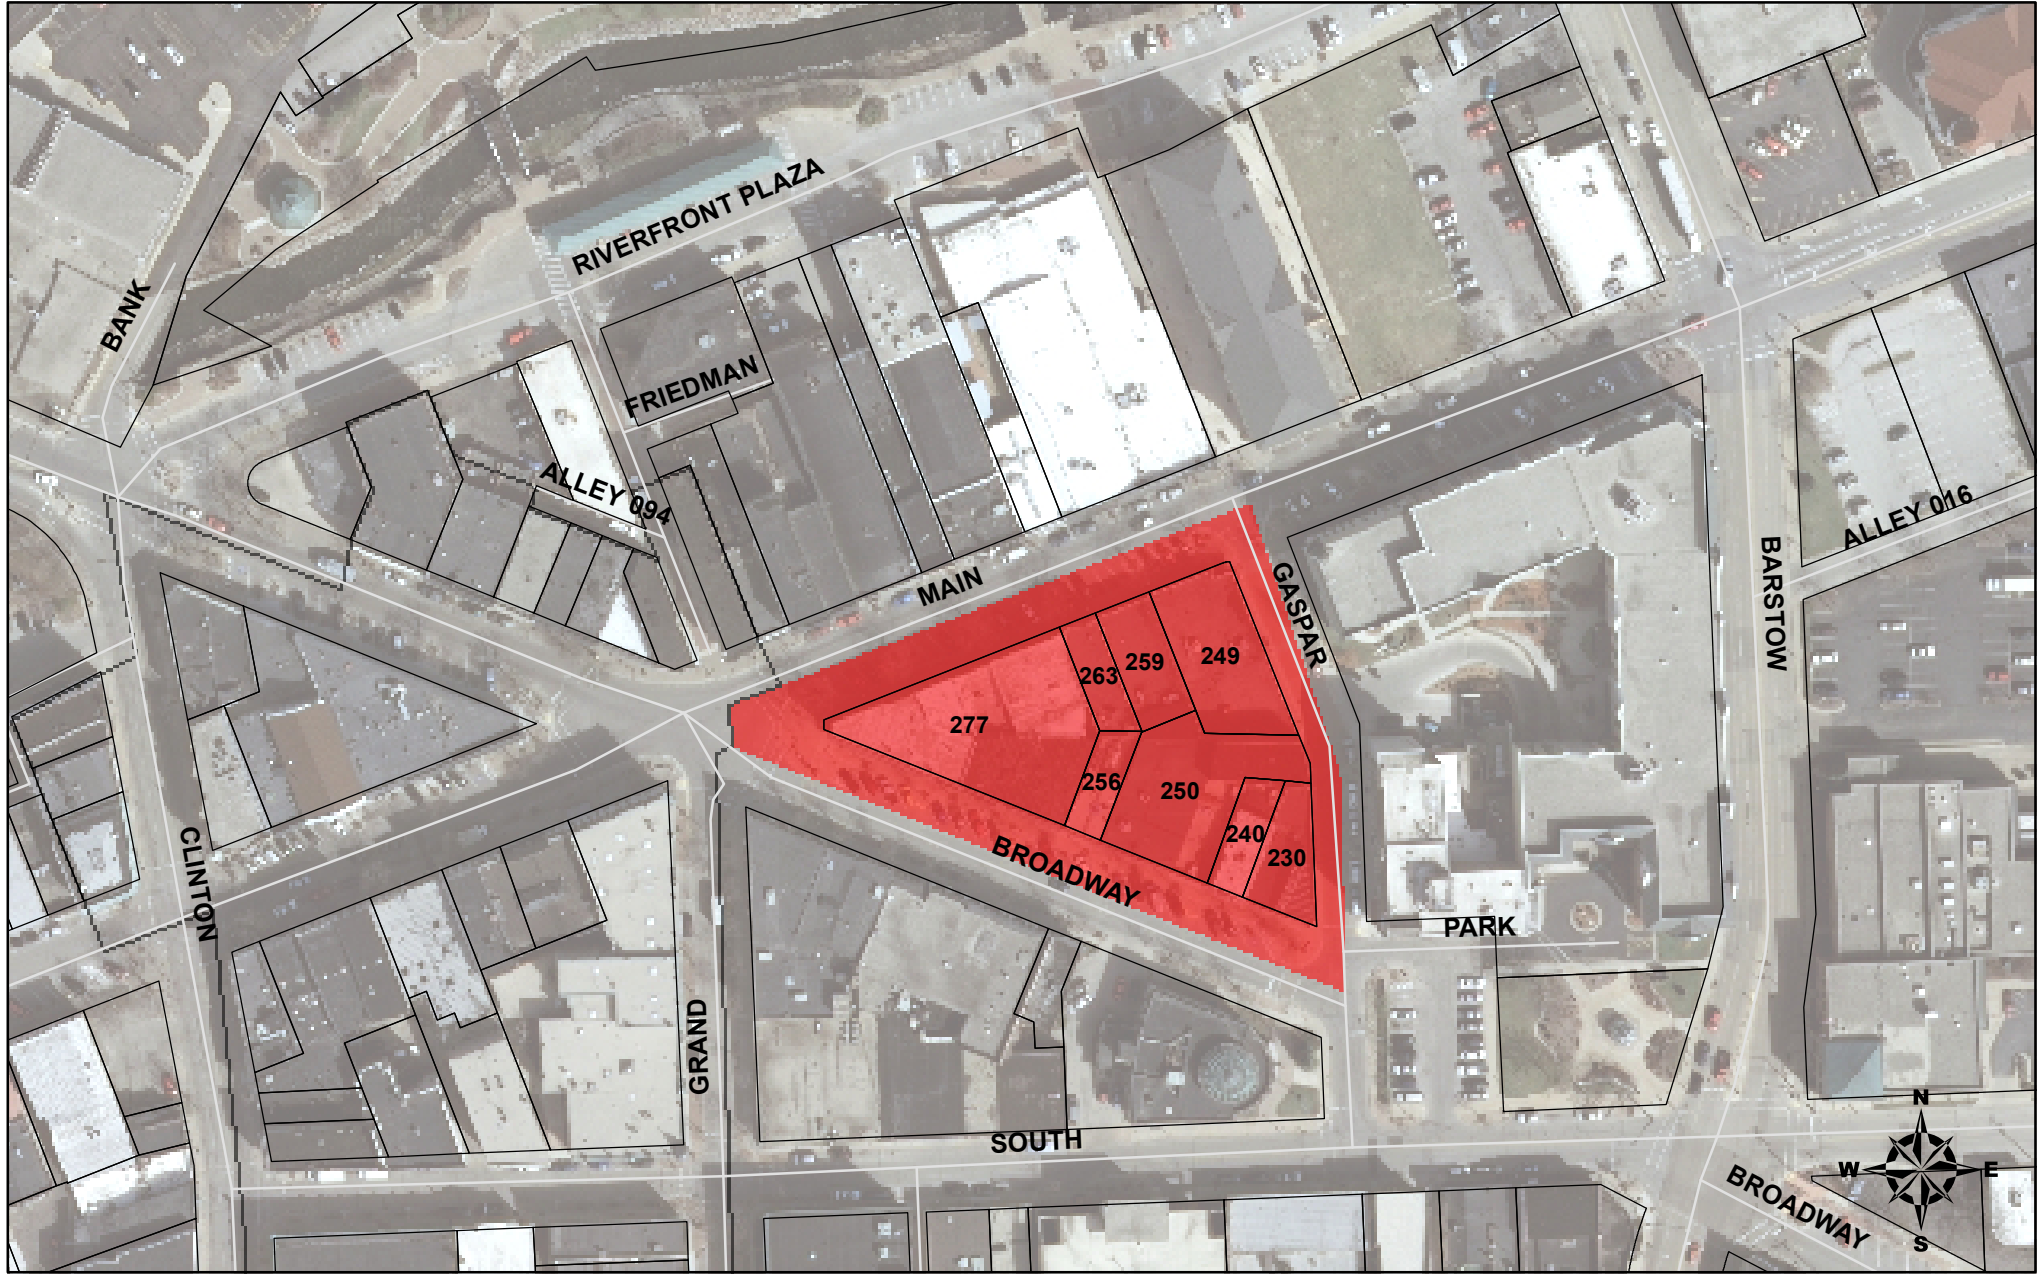 RIVERFRONT PLAZA
BANK
FRIEDMAN
ALLEY 094
ALLEY 016
MAIN
GASPAR
BARSTOW
263
259
249
277
256
250
240
230
CLINTON
BROADWAY
PARK
GRAND
SOUTH
BROADWAY
N
W
E
S